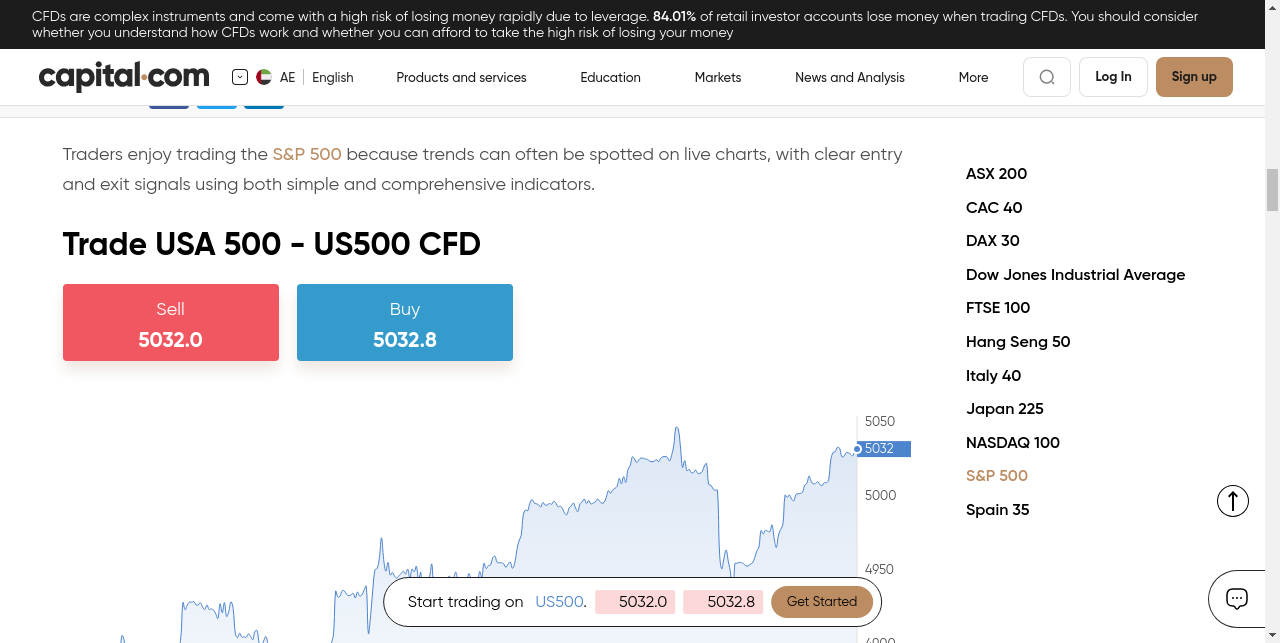 CFDs are complex instruments and come with a high risk of losing money rapidly due to leverage. 84.01% of retail investor accounts lose money when trading CFDs. You should consider
whether you understand how CFDs work and whether you can afford to take the high risk of losing your money
capital.com
AE
English
Products and services
Education
Markets
News and Analysis
More
Log In
Sign up
Traders enjoy trading the S&P 500 because trends can often be spotted on live charts, with clear entry
and exit signals using both simple and comprehensive indicators.
Trade USA 500 - US500 CFD
Sell
5032.0
Buy
5032.8
5050
5032
5000
4950
4900
Start trading on US500. 5032.0 5032.8 Get Started
ASX 200
CAC 40
DAX 30
Dow Jones Industrial Average
FTSE 100
Hang Seng 50
Italy 40
Japan 225
NASDAQ 100
S&P 500
Spain 35